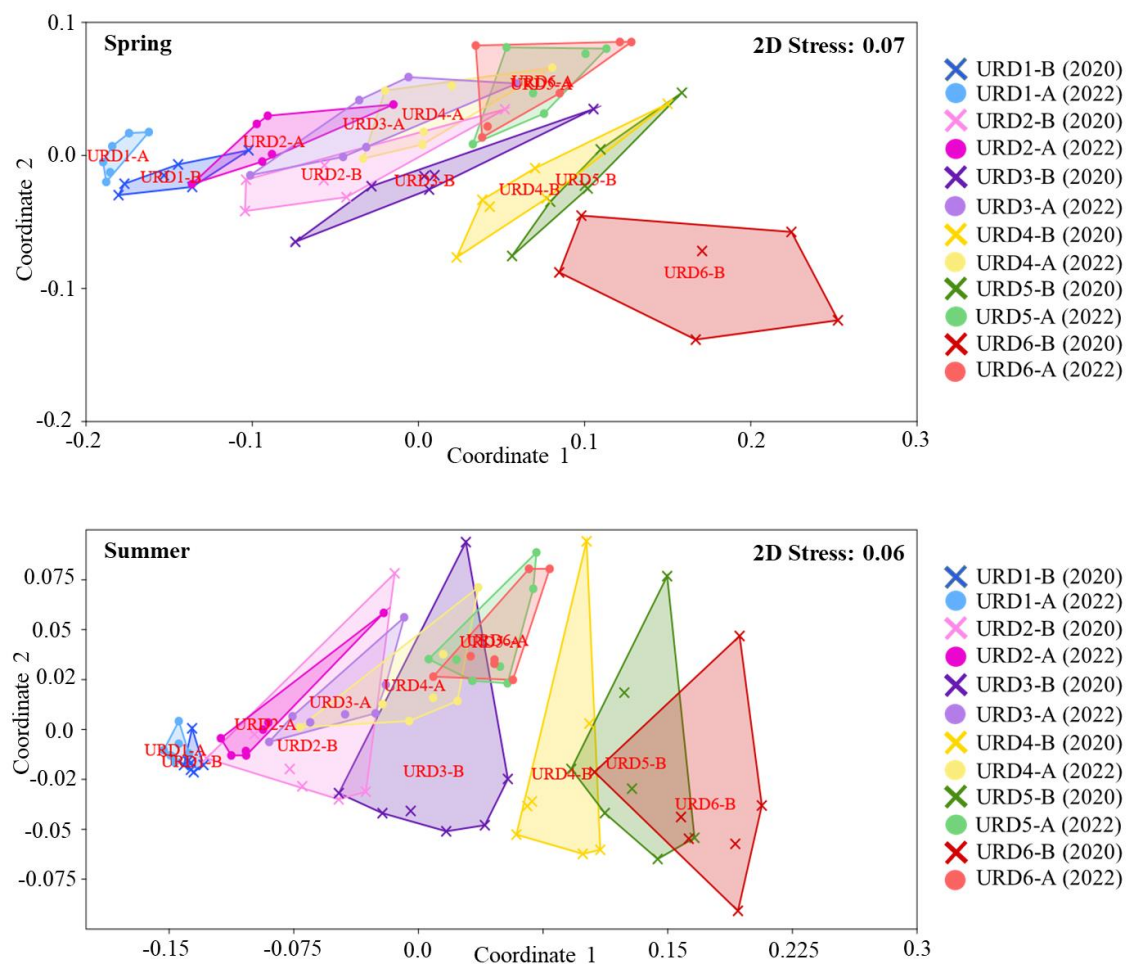 Spring
2D Stress: 0.07
0.1
0.0
-0.1
-0.2
Coordinate 2
URD1-A
URD1-B
URD2-A
URD2-B
URD3-A
URD4-A
URD6-A
URD5-A
URD4-B
URD5-B
URD6-B
-0.2
-0.1
0.0
0.1
0.2
0.3
Coordinate 1
URD1-B (2020)
URD1-A (2022)
URD2-B (2020)
URD2-A (2022)
URD3-B (2020)
URD3-A (2022)
URD4-B (2020)
URD4-A (2022)
URD5-B (2020)
URD5-A (2022)
URD6-B (2020)
URD6-A (2022)
Summer
2D Stress: 0.06
0.075
0.05
0.02
0.0
-0.02
-0.05
-0.075
Coordinate 2
URD1-A
URD2-A
URD2-B
URD3-A
URD4-A
URD6-A
URD3-B
URD4-B
URD5-B
URD6-B
-0.15
-0.075
0.0
0.15
0.225
0.3
Coordinate 1
URD1-B (2020)
URD1-A (2022)
URD2-B (2020)
URD2-A (2022)
URD3-B (2020)
URD3-A (2022)
URD4-B (2020)
URD4-A (2022)
URD5-B (2020)
URD5-A (2022)
URD6-B (2020)
URD6-A (2022)